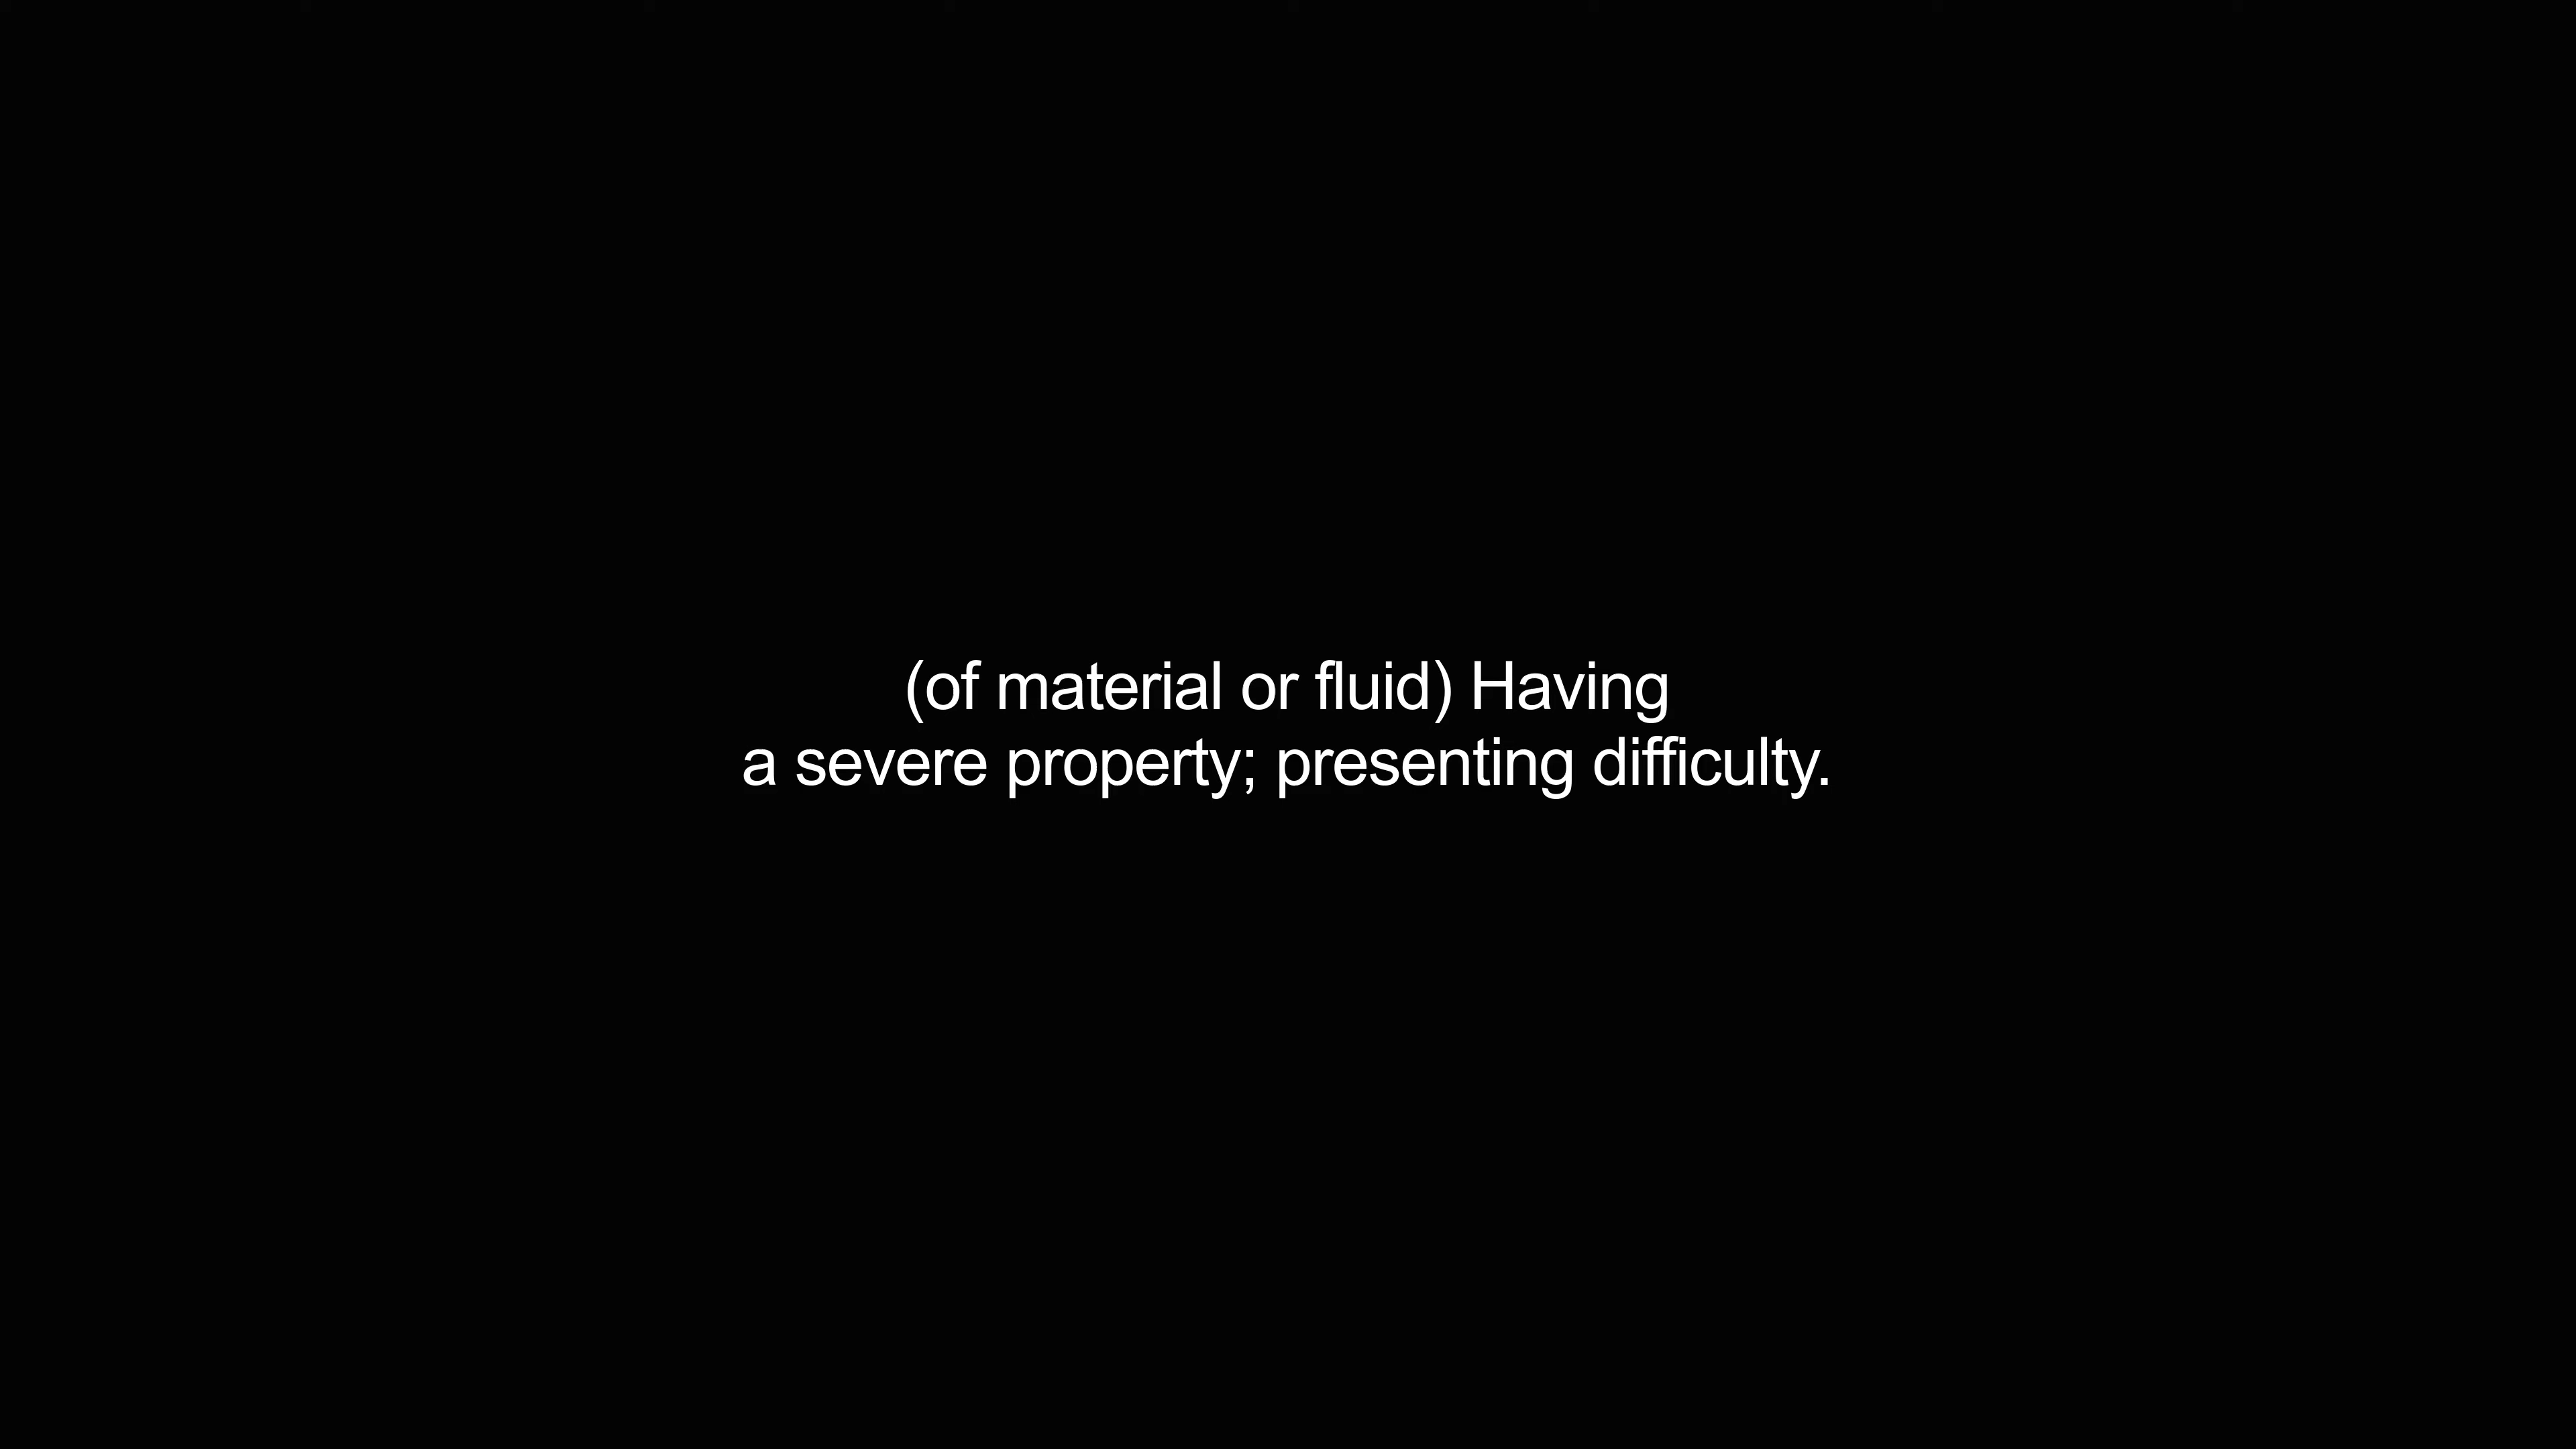 (of material or fluid) Having
a severe property; presenting difficulty.